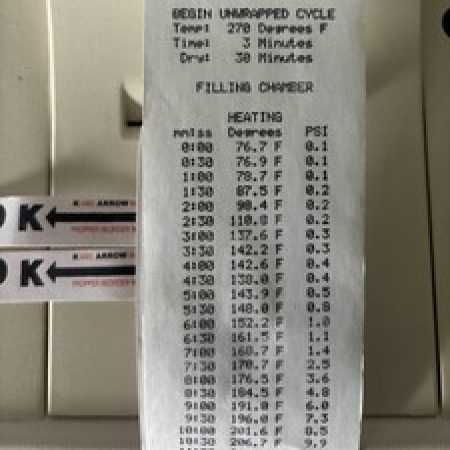 BEGIN UNWRAPPED CYCLE
Temp: 270 Degrees F
Time: 3 Minutes
Dry: 30 Minutes
FILLING CHAMBER
HEATING
mm:ss Degrees PSI
0:00 76.7 F 0.1
0:30 76.9 F 0.1
1:00 78.7 F 0.1
1:30 87.5 F 0.2
2:00 98.4 F 0.2
2:30 110.8 F 0.2
3:00 137.6 F 0.3
3:30 142.2 F 0.3
4:00 142.6 F 0.4
4:30 138.0 F 0.4
5:00 143.9 F 0.5
5:30 148.0 F 0.8
6:00 152.2 F 1.0
6:30 161.5 F 1.1
7:00 168.7 F 1.4
7:30 170.7 F 2.5
8:00 176.5 F 3.6
8:30 184.5 F 4.8
9:00 191.0 F 6.0
9:30 196.0 F 7.3
10:00 201.6 F 8.5
10:30 206.7 F 9.9
K
ARROW
K
ARROW